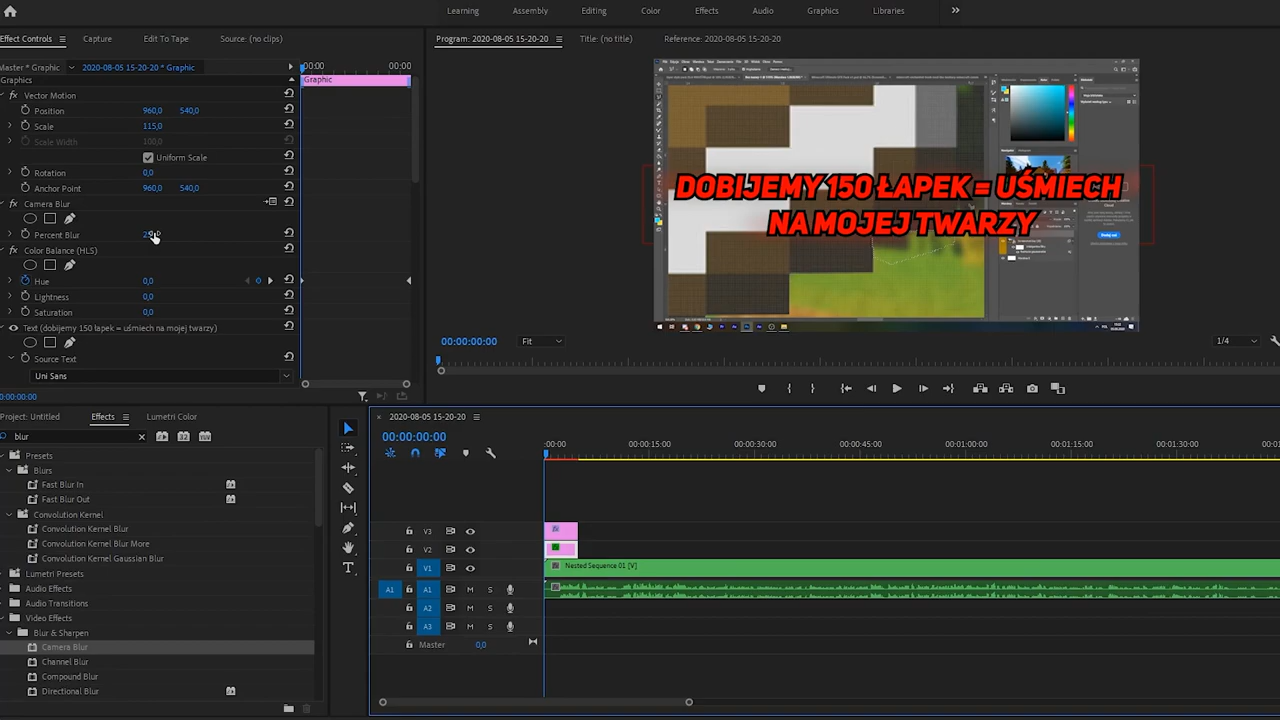 Learning Assembly Editing Color Effects Audio Graphics Libraries
Effect Controls Capture Edit To Tape Source: (no clips)
Program: 2020-08-05 15-20-20 Title: (no title) Reference: 2020-08-05 15-20-20
Master * Graphic 2020-08-05 15-20-20 * Graphic
:00:00 00:00
Graphics Graphic
Vector Motion
Position 960,0 540,0
Scale 115,0
Scale Width 100,0
Uniform Scale
Rotation 0,0
Anchor Point 960,0 540,0
Camera Blur
Percent Blur
Color Balance (HLS)
Hue 0,0
Lightness 0,0
Saturation 0,0
Text (dobijemy 150 łapek = uśmiech na mojej twarzy)
Source Text
Uni Sans
0:00:00:00
DOBIJEMY 150 ŁAPEK = UŚMIECH
NA MOJEJ TWARZY
00:00:00:00 Fit 1/4
Project: Untitled Effects Lumetri Color
blur
Presets
Blurs
Fast Blur In
Fast Blur Out
Convolution Kernel
Convolution Kernel Blur
Convolution Kernel Blur More
Convolution Kernel Gaussian Blur
Lumetri Presets
Audio Effects
Audio Transitions
Video Effects
Blur & Sharpen
Camera Blur
Channel Blur
Compound Blur
Directional Blur
2020-08-05 15-20-20
00:00:00:00
:00:00 00:00:15:00 00:00:30:00 00:00:45:00 00:01:00:00 00:01:15:00 00:01:30:00
V3
V2
V1 Nested Sequence 01 [V]
A1 A1 M S
A2 M S
A3 M S
Master 0,0